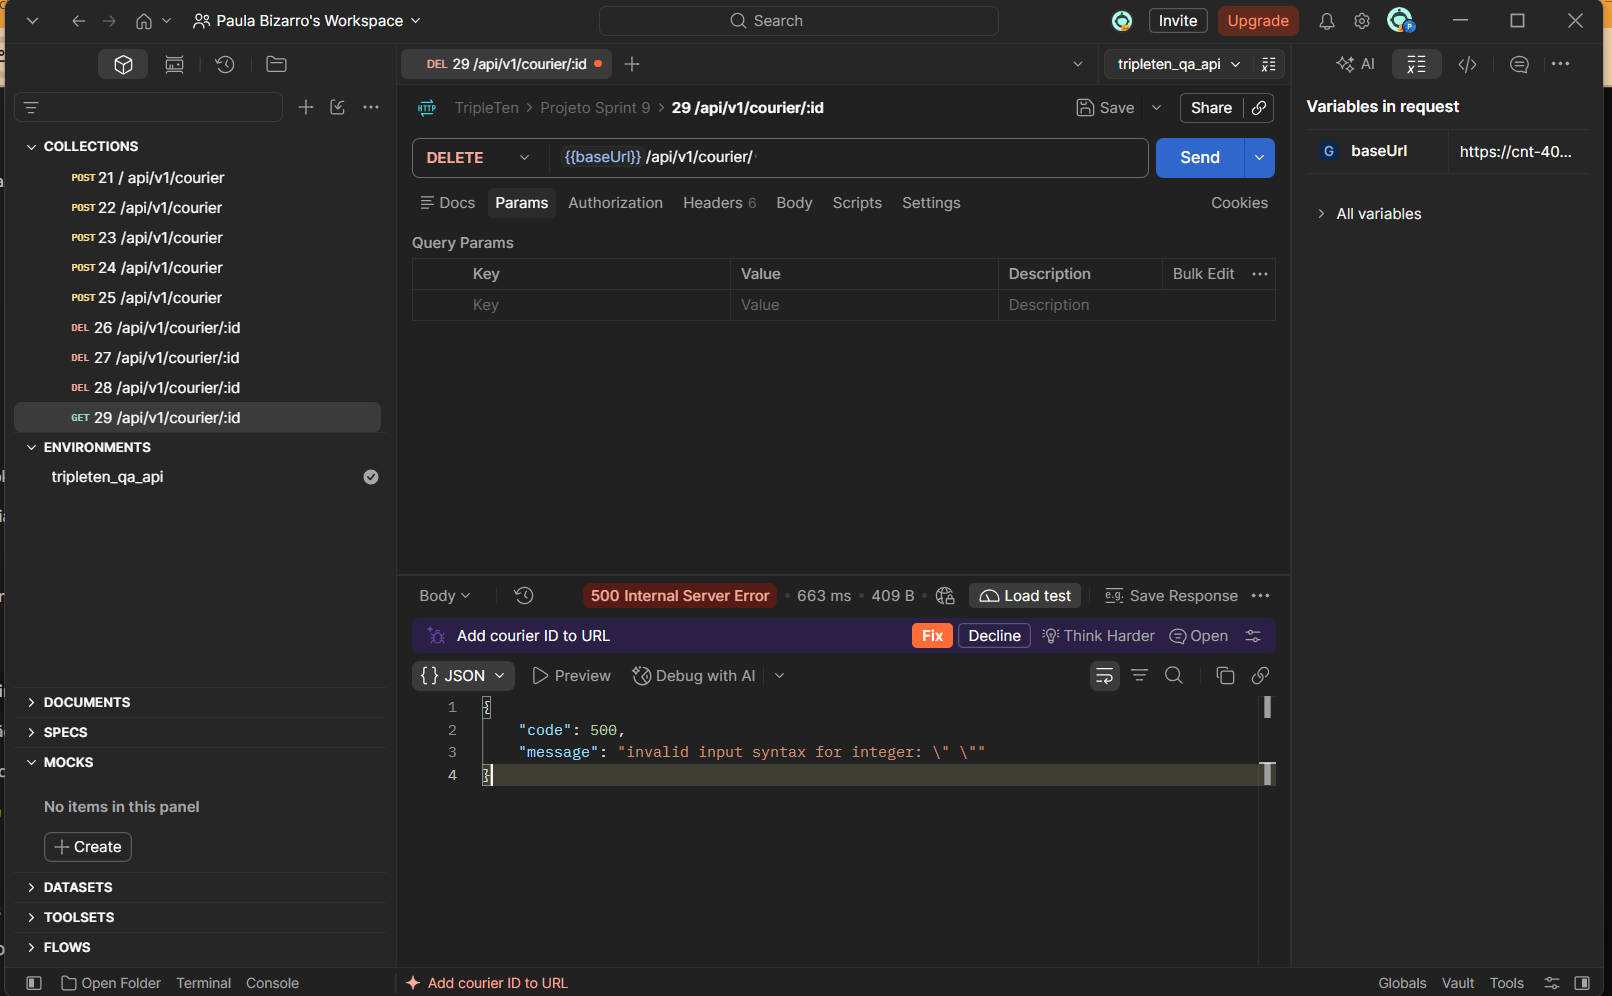 Paula Bizarro's Workspace
Search
Invite
Upgrade
DEL 29 /api/v1/courier/:id
tripleten_qa_api
AI
TripleTen > Projeto Sprint 9 > 29 /api/v1/courier/:id
Save
Share
Variables in request
COLLECTIONS
POST 21 / api/v1/courier
POST 22 /api/v1/courier
POST 23 /api/v1/courier
POST 24 /api/v1/courier
POST 25 /api/v1/courier
DEL 26 /api/v1/courier/:id
DEL 27 /api/v1/courier/:id
DEL 28 /api/v1/courier/:id
GET 29 /api/v1/courier/:id
ENVIRONMENTS
tripleten_qa_api
DOCUMENTS
SPECS
MOCKS
No items in this panel
Create
DATASETS
TOOLSETS
FLOWS
HTTP
DELETE
{{baseUrl}} /api/v1/courier/
Send
Docs Params Authorization Headers 6 Body Scripts Settings Cookies
Query Params
Key Value Description Bulk Edit
Key Value Description
G baseUrl https://cnt-40...
All variables
Body 500 Internal Server Error • 663 ms • 409 B • Load test e.g. Save Response
Add courier ID to URL Fix Decline Think Harder Open
{} JSON Preview Debug with AI
1 {
2 "code": 500,
3 "message": "invalid input syntax for integer: \" \""
4 }
Open Folder Terminal Console Add courier ID to URL Globals Vault Tools